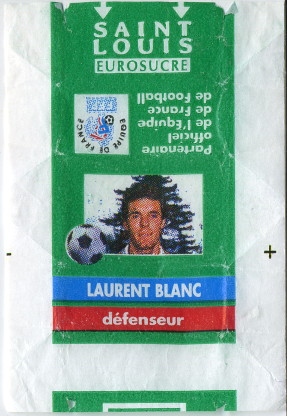 SAINT
LOUIS
EUROSUCRE
Partenaire
officiel
de l'Équipe
de France
de Football
EQUIPE DE FRANCE
LAURENT BLANC
défenseur